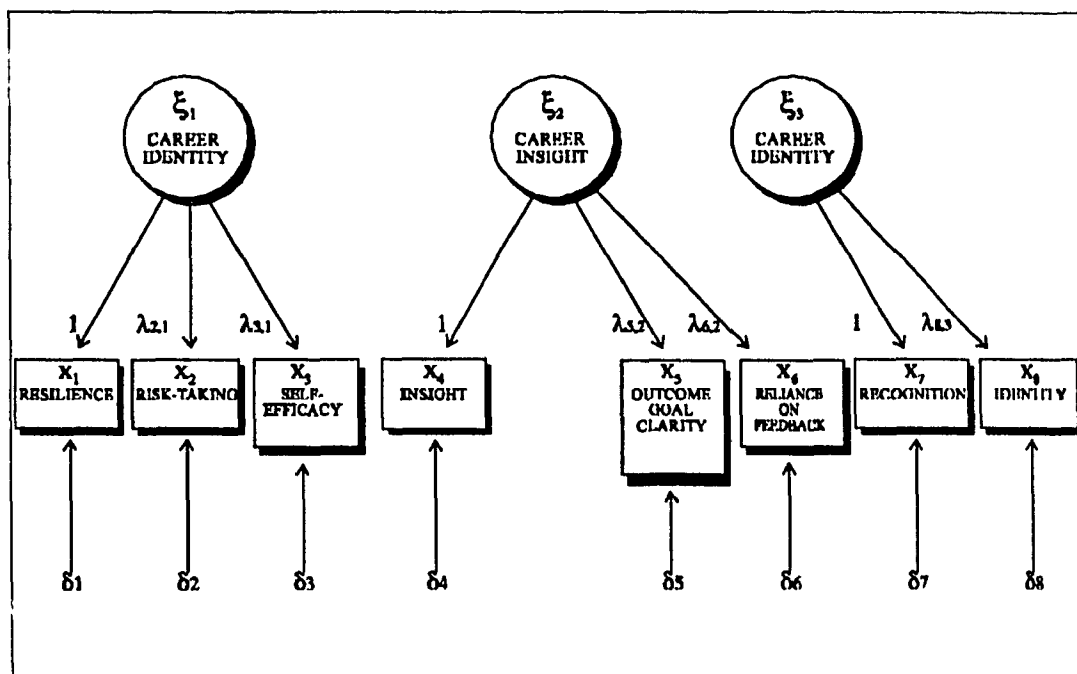 ξ1
CAREER
IDENTITY
ξ2
CAREER
INSIGHT
ξ3
CAREER
IDENTITY
1
λ2,1
λ3,1
1
λ5,2
λ6,2
1
λ8,3
X1
RESILIENCE
X2
RISK-TAKING
X3
SELF-
EFFICACY
X4
INSIGHT
X5
OUTCOME
GOAL
CLARITY
X6
RELIANCE
ON
FEEDBACK
X7
RECOGNITION
X8
IDENTITY
δ1
δ2
δ3
δ4
δ5
δ6
δ7
δ8